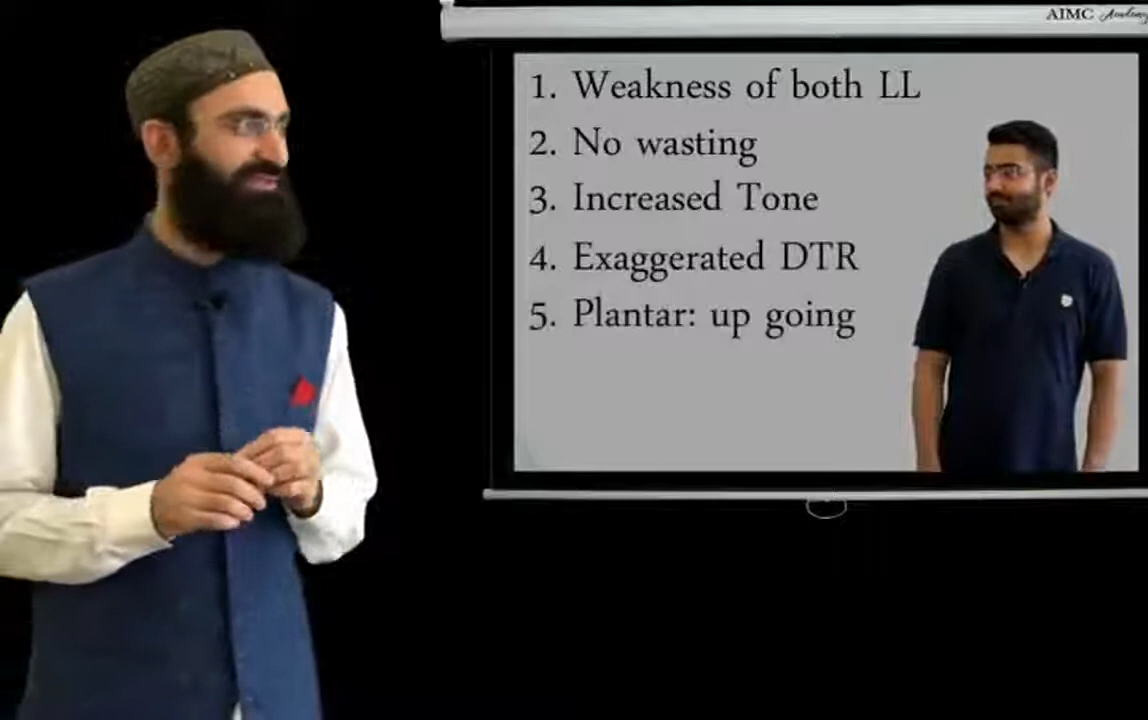 AIMC Academy
1. Weakness of both LL
2. No wasting
3. Increased Tone
4. Exaggerated DTR
5. Plantar: up going